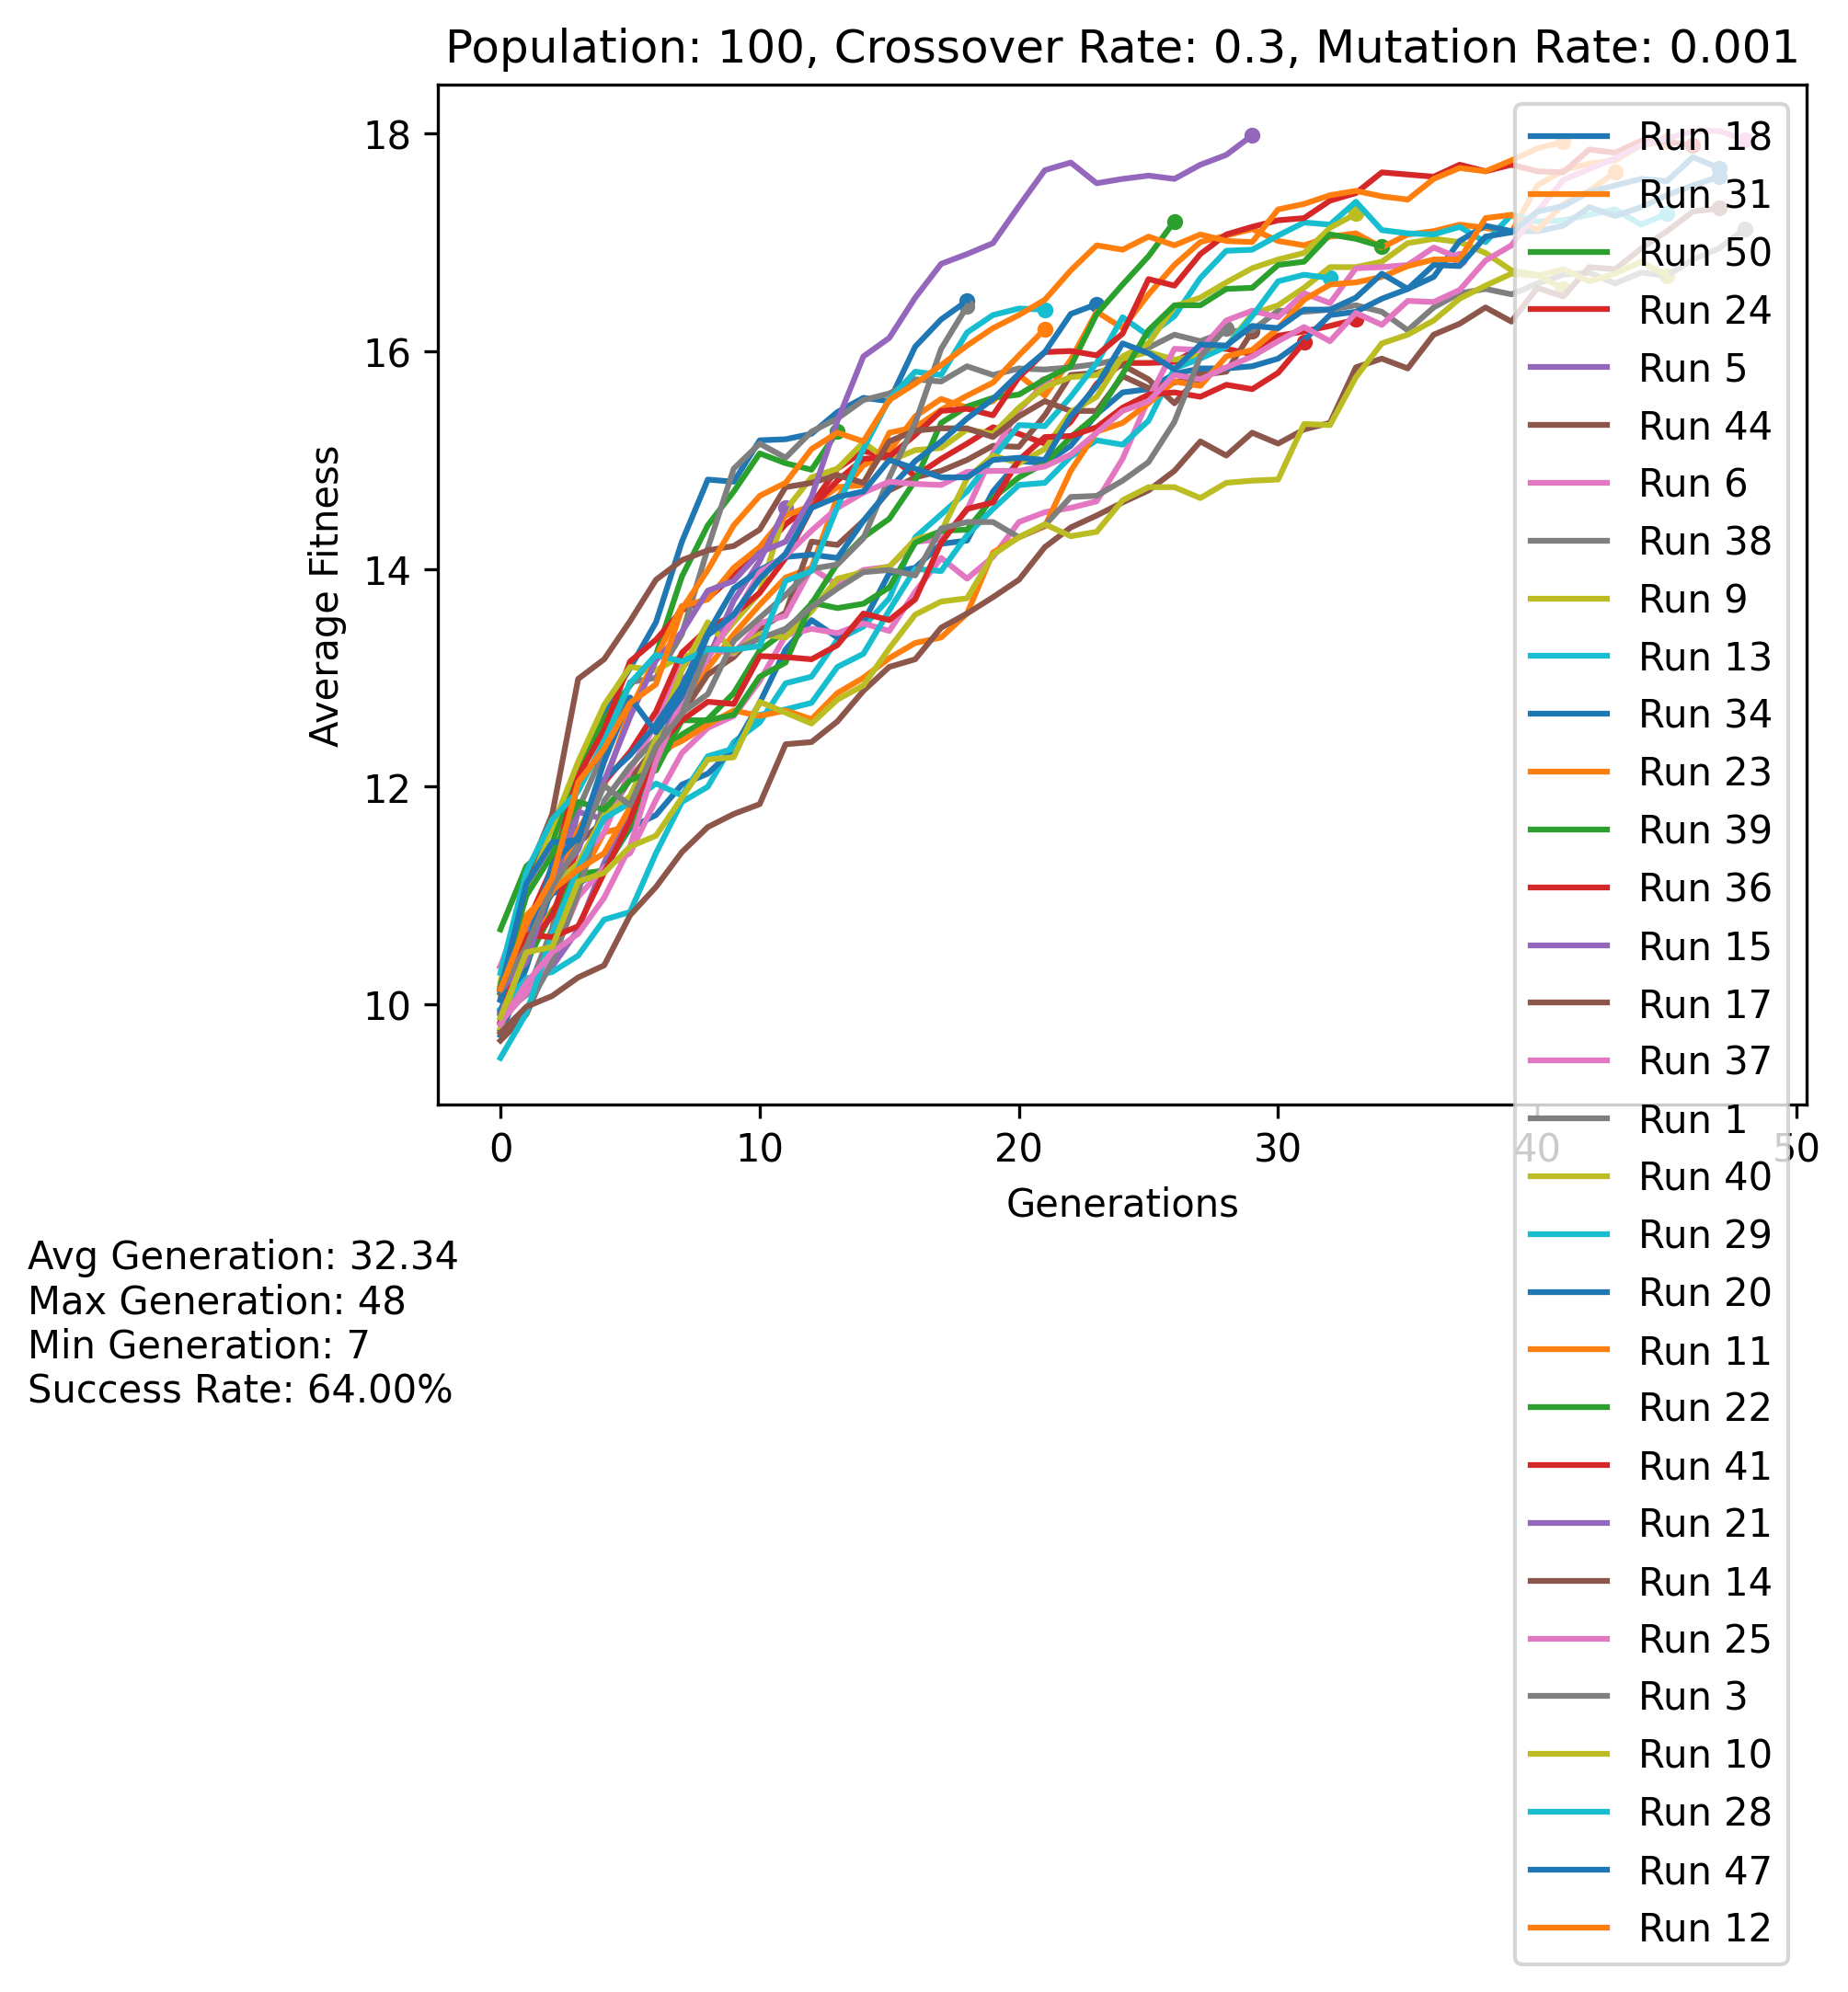 Population: 100, Crossover Rate: 0.3, Mutation Rate: 0.001
18
16
14
12
10
Average Fitness
0
10
20
30
40
50
Generations
Run 18
Run 31
Run 50
Run 24
Run 5
Run 44
Run 6
Run 38
Run 9
Run 13
Run 34
Run 23
Run 39
Run 36
Run 15
Run 17
Run 37
Run 1
Run 40
Run 29
Run 20
Run 11
Run 22
Run 41
Run 21
Run 14
Run 25
Run 3
Run 10
Run 28
Run 47
Run 12
Avg Generation: 32.34
Max Generation: 48
Min Generation: 7
Success Rate: 64.00%